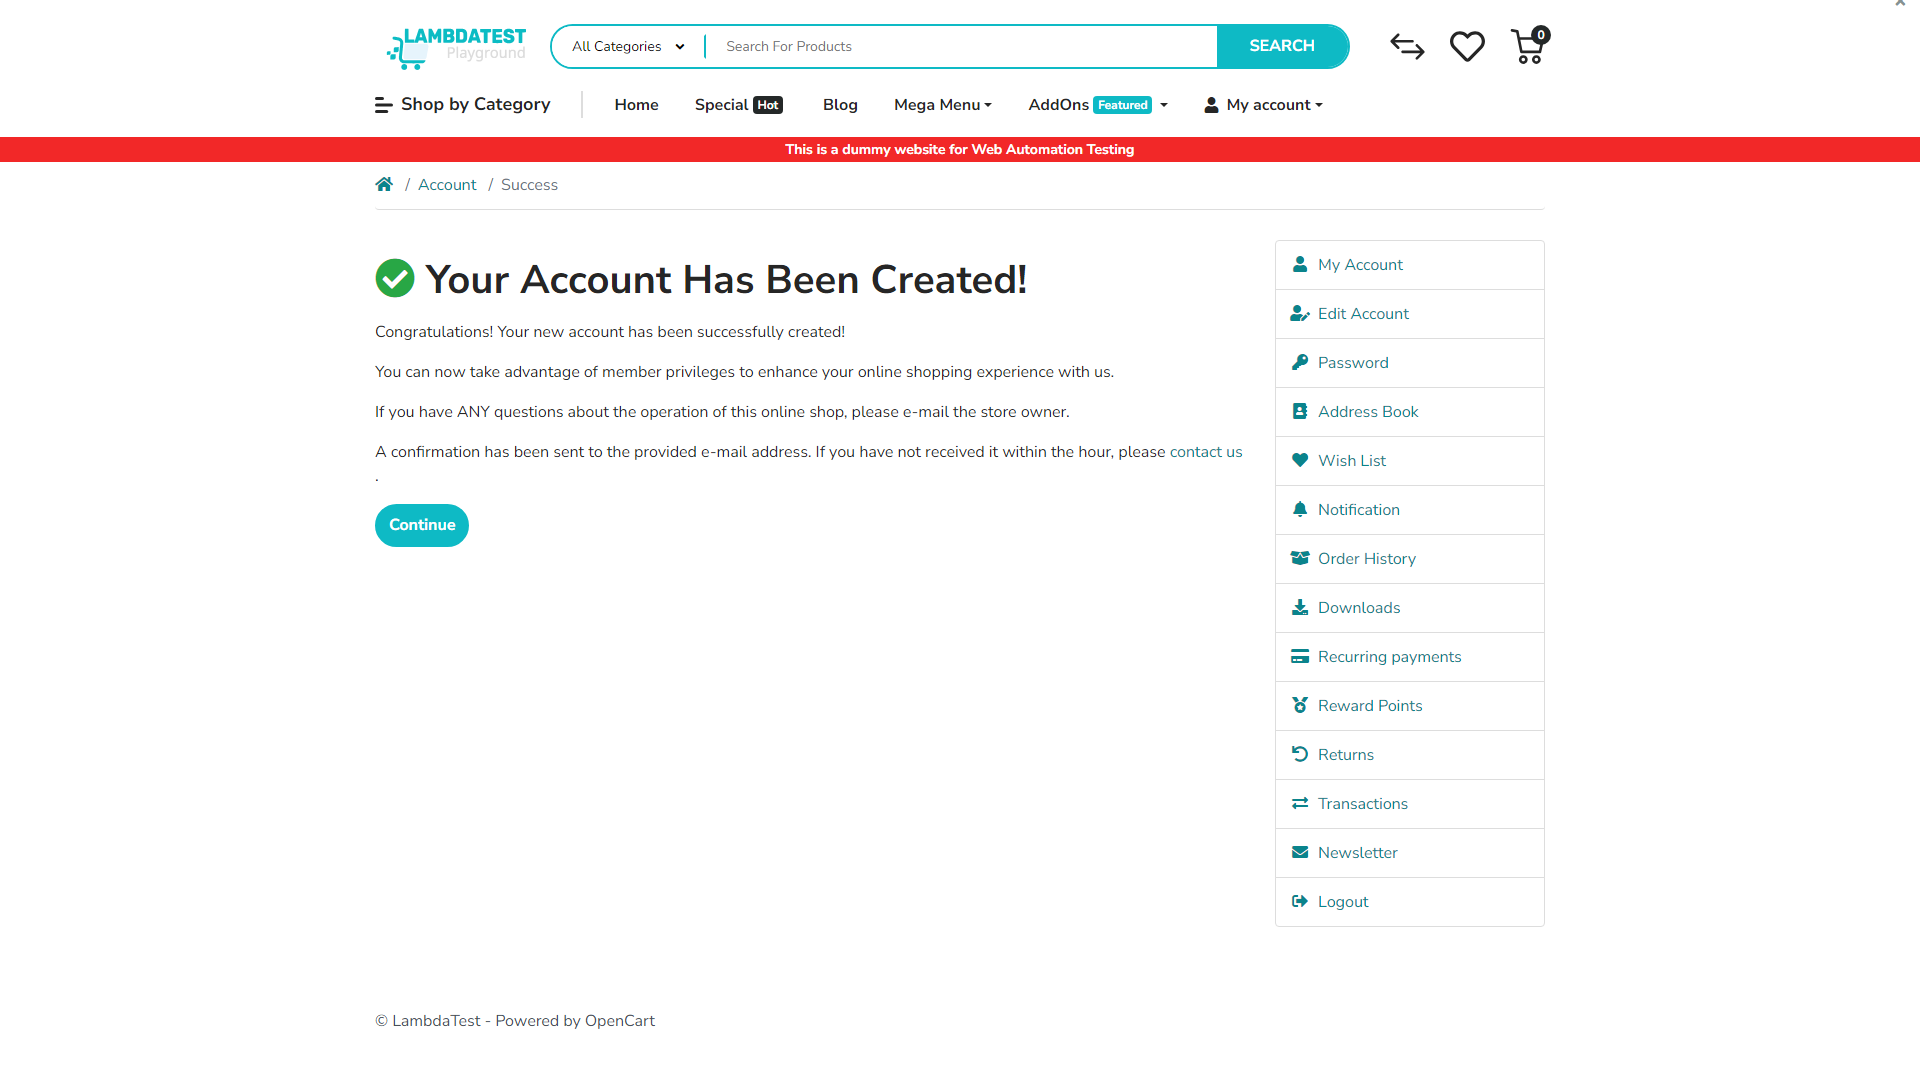 LAMBDATEST
Playground
All Categories
Search For Products
SEARCH
0
Shop by Category
Home
Special Hot
Blog
Mega Menu
AddOns Featured
My account
This is a dummy website for Web Automation Testing
/ Account / Success
Your Account Has Been Created!
Congratulations! Your new account has been successfully created!
You can now take advantage of member privileges to enhance your online shopping experience with us.
If you have ANY questions about the operation of this online shop, please e-mail the store owner.
A confirmation has been sent to the provided e-mail address. If you have not received it within the hour, please contact us
.
Continue
My Account
Edit Account
Password
Address Book
Wish List
Notification
Order History
Downloads
Recurring payments
Reward Points
Returns
Transactions
Newsletter
Logout
© LambdaTest - Powered by OpenCart